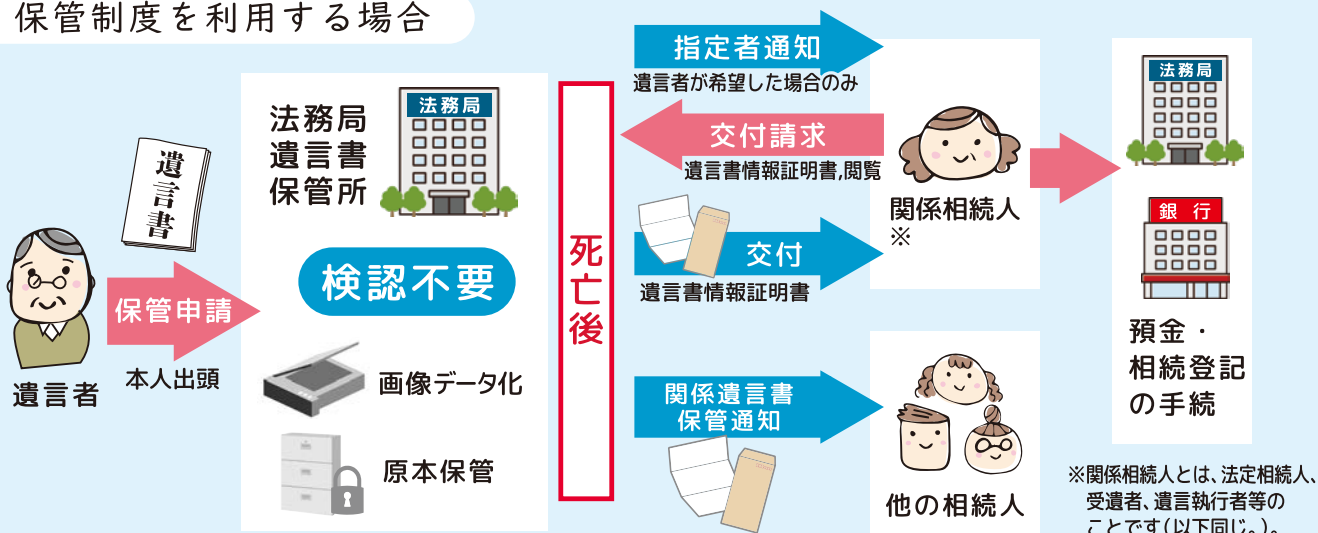 保管制度を利用する場合
遺言書
遺言者
保管申請
本人出頭
法務局
遺言書
保管所
法務局
検認不要
画像データ化
原本保管
死亡後
指定者通知
遺言者が希望した場合のみ
交付請求
遺言書情報証明書,閲覧
交付
遺言書情報証明書
関係遺言書
保管通知
関係相続人
※
他の相続人
法務局
銀行
預金・
相続登記
の手続
※関係相続人とは、法定相続人、
受遺者、遺言執行者等の
ことです(以下同じ。)。